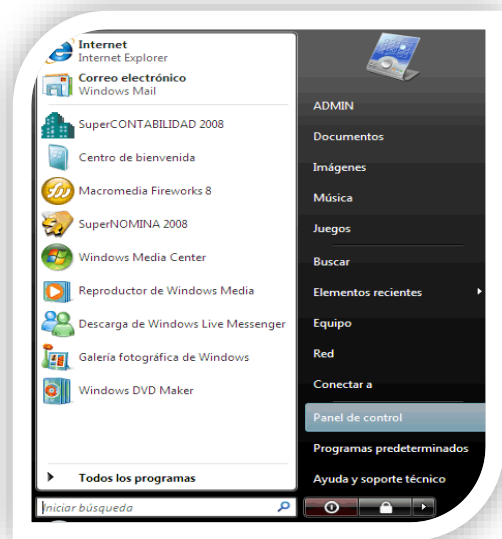 Internet
Internet Explorer
Correo electrónico
Windows Mail
SuperCONTABILIDAD 2008
Centro de bienvenida
Macromedia Fireworks 8
SuperNOMINA 2008
Windows Media Center
Reproductor de Windows Media
Descarga de Windows Live Messenger
Galería fotográfica de Windows
Windows DVD Maker
Todos los programas
Iniciar búsqueda
ADMIN
Documentos
Imágenes
Música
Juegos
Buscar
Elementos recientes
Equipo
Red
Conectar a
Panel de control
Programas predeterminados
Ayuda y soporte técnico